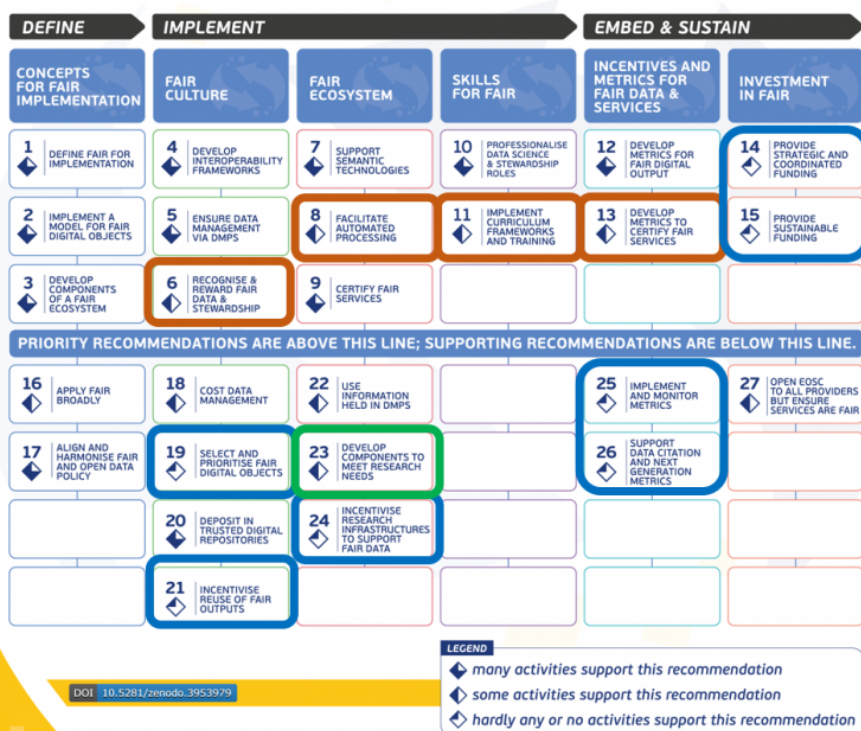 DEFINE
IMPLEMENT
EMBED & SUSTAIN
CONCEPTS
FOR FAIR
IMPLEMENTATION
FAIR
CULTURE
FAIR
ECOSYSTEM
SKILLS
FOR FAIR
INCENTIVES AND
METRICS FOR
FAIR DATA &
SERVICES
INVESTMENT
IN FAIR
1
DEFINE FAIR FOR
IMPLEMENTATION
4
DEVELOP
INTEROPERABILITY
FRAMEWORKS
7
SUPPORT
SEMANTIC
TECHNOLOGIES
10
PROFESSIONALISE
DATA SCIENCE
& STEWARDSHIP
ROLES
12
DEVELOP
METRICS FOR
FAIR DIGITAL
OUTPUT
14
PROVIDE
STRATEGIC AND
COORDINATED
FUNDING
2
IMPLEMENT A
MODEL FOR FAIR
DIGITAL OBJECTS
5
ENSURE DATA
MANAGEMENT
VIA DMPS
8
FACILITATE
AUTOMATED
PROCESSING
11
IMPLEMENT
CURRICULUM
FRAMEWORKS
AND TRAINING
13
DEVELOP
METRICS TO
CERTIFY FAIR
SERVICES
15
PROVIDE
SUSTAINABLE
FUNDING
3
DEVELOP
COMPONENTS
OF A FAIR
ECOSYSTEM
6
RECOGNISE &
REWARD FAIR
DATA &
STEWARDSHIP
9
CERTIFY FAIR
SERVICES
PRIORITY RECOMMENDATIONS ARE ABOVE THIS LINE; SUPPORTING RECOMMENDATIONS ARE BELOW THIS LINE.
16
APPLY FAIR
BROADLY
18
COST DATA
MANAGEMENT
22
USE
INFORMATION
HELD IN DMPS
25
IMPLEMENT
AND MONITOR
METRICS
27
OPEN EOSC
TO ALL PROVIDERS
BUT ENSURE
SERVICES ARE FAIR
17
ALIGN AND
HARMONISE FAIR
AND OPEN DATA
POLICY
19
SELECT AND
PRIORITISE FAIR
DIGITAL OBJECTS
23
DEVELOP
COMPONENTS TO
MEET RESEARCH
NEEDS
26
SUPPORT
DATA CITATION
AND NEXT
GENERATION
METRICS
20
DEPOSIT IN
TRUSTED DIGITAL
REPOSITORIES
24
INCENTIVISE
RESEARCH
INFRASTRUCTURES
TO SUPPORT
FAIR DATA
21
INCENTIVISE
REUSE OF FAIR
OUTPUTS
LEGEND
many activities support this recommendation
some activities support this recommendation
hardly any or no activities support this recommendation
DOI 10.5281/zenodo.3953979